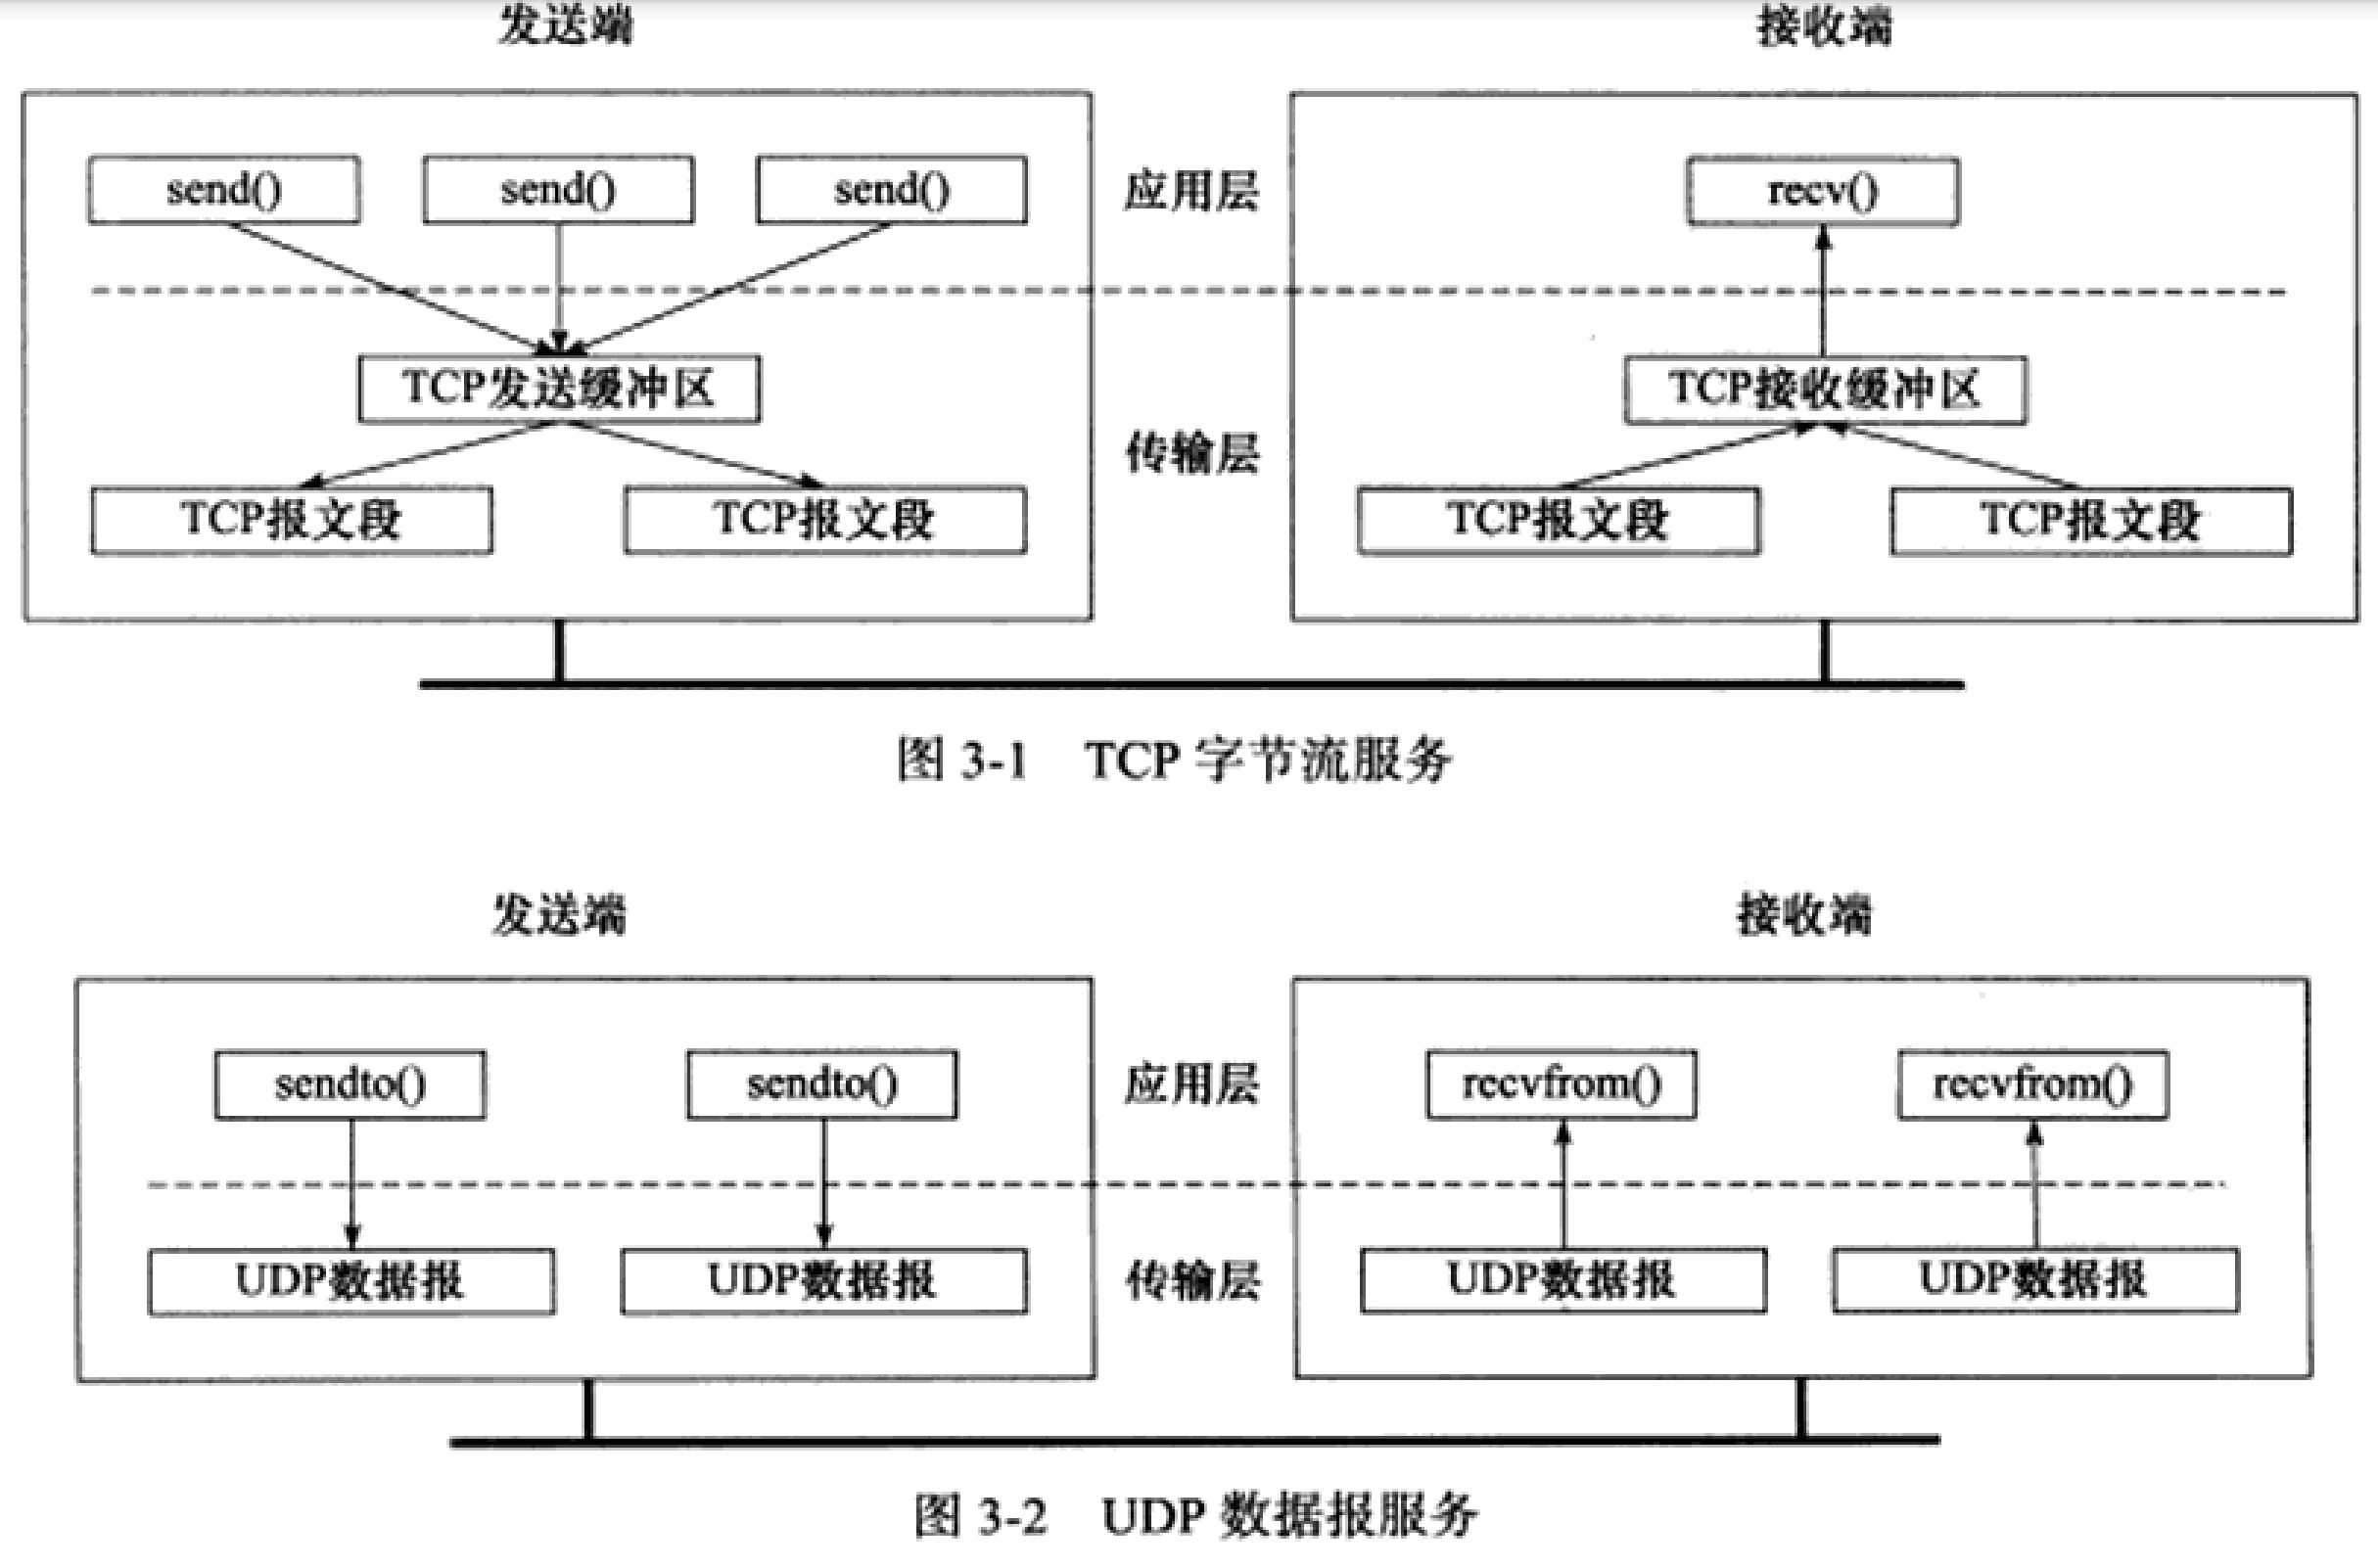 发送端 接收端
send() send() send() 应用层 recv()
TCP发送缓冲区 TCP接收缓冲区
传输层
TCP报文段 TCP报文段 TCP报文段 TCP报文段
图 3-1 TCP 字节流服务
发送端 接收端
sendto() sendto() 应用层 recvfrom() recvfrom()
UDP数据报 UDP数据报 传输层 UDP数据报 UDP数据报
图 3-2 UDP 数据报服务